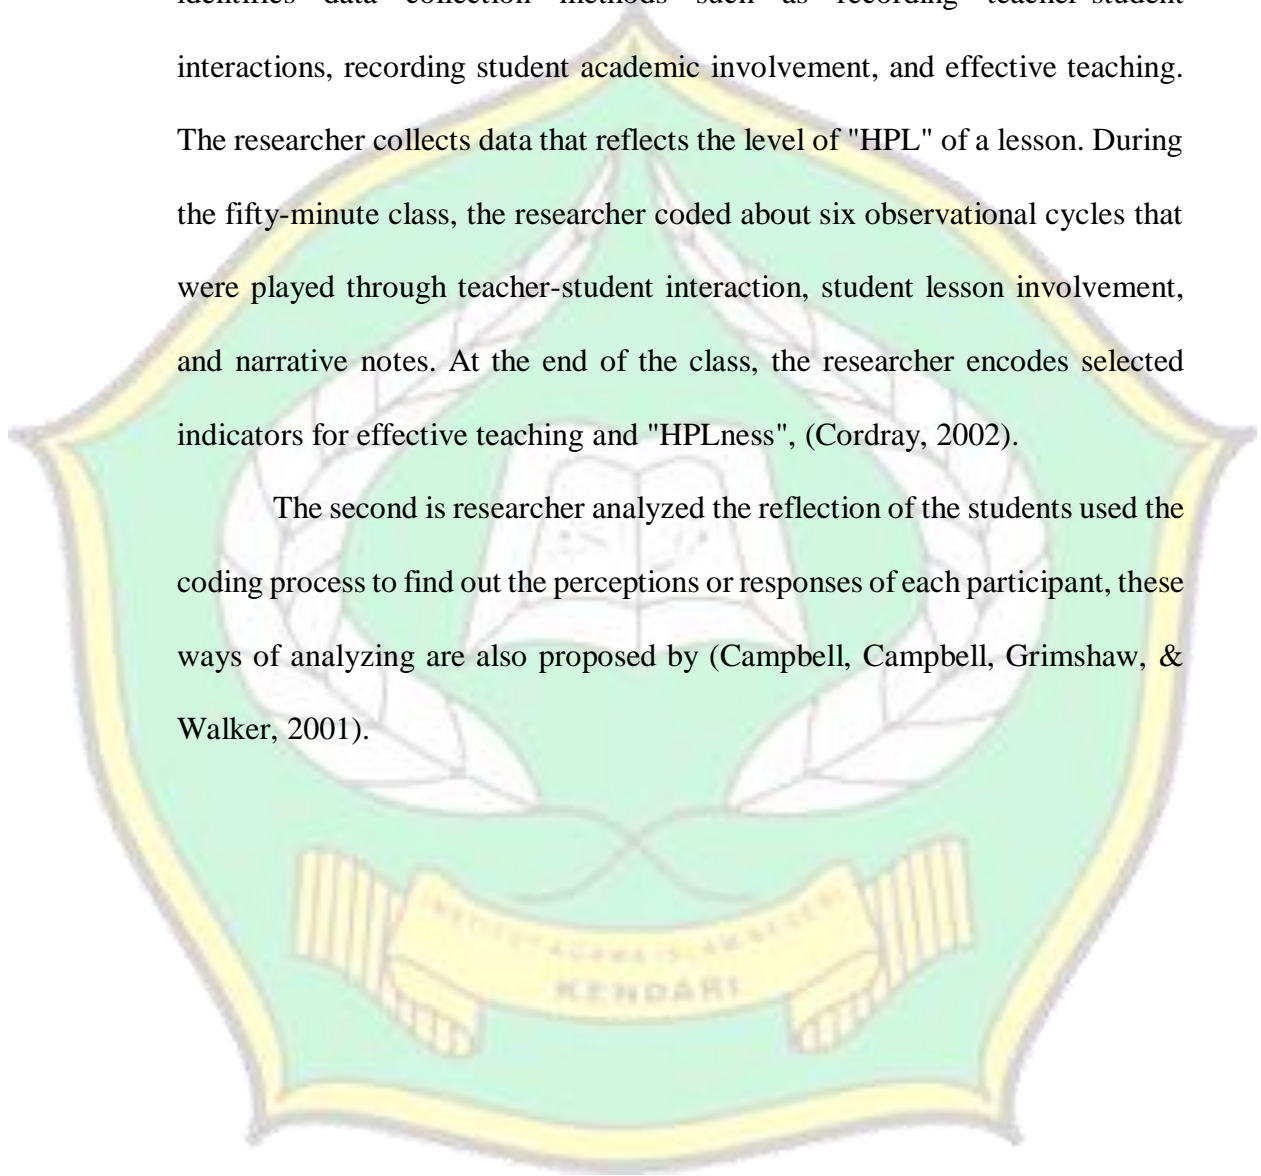 identifies data collection methods such as recording teacher-student
interactions, recording student academic involvement, and effective teaching.
The researcher collects data that reflects the level of "HPL" of a lesson. During
the fifty-minute class, the researcher coded about six observational cycles that
were played through teacher-student interaction, student lesson involvement,
and narrative notes. At the end of the class, the researcher encodes selected
indicators for effective teaching and "HPLness", (Cordray, 2002).
The second is researcher analyzed the reflection of the students used the
coding process to find out the perceptions or responses of each participant, these
ways of analyzing are also proposed by (Campbell, Campbell, Grimshaw, &
Walker, 2001).
INSTITUT AGAMA ISLAM NEGERI
KENDARI